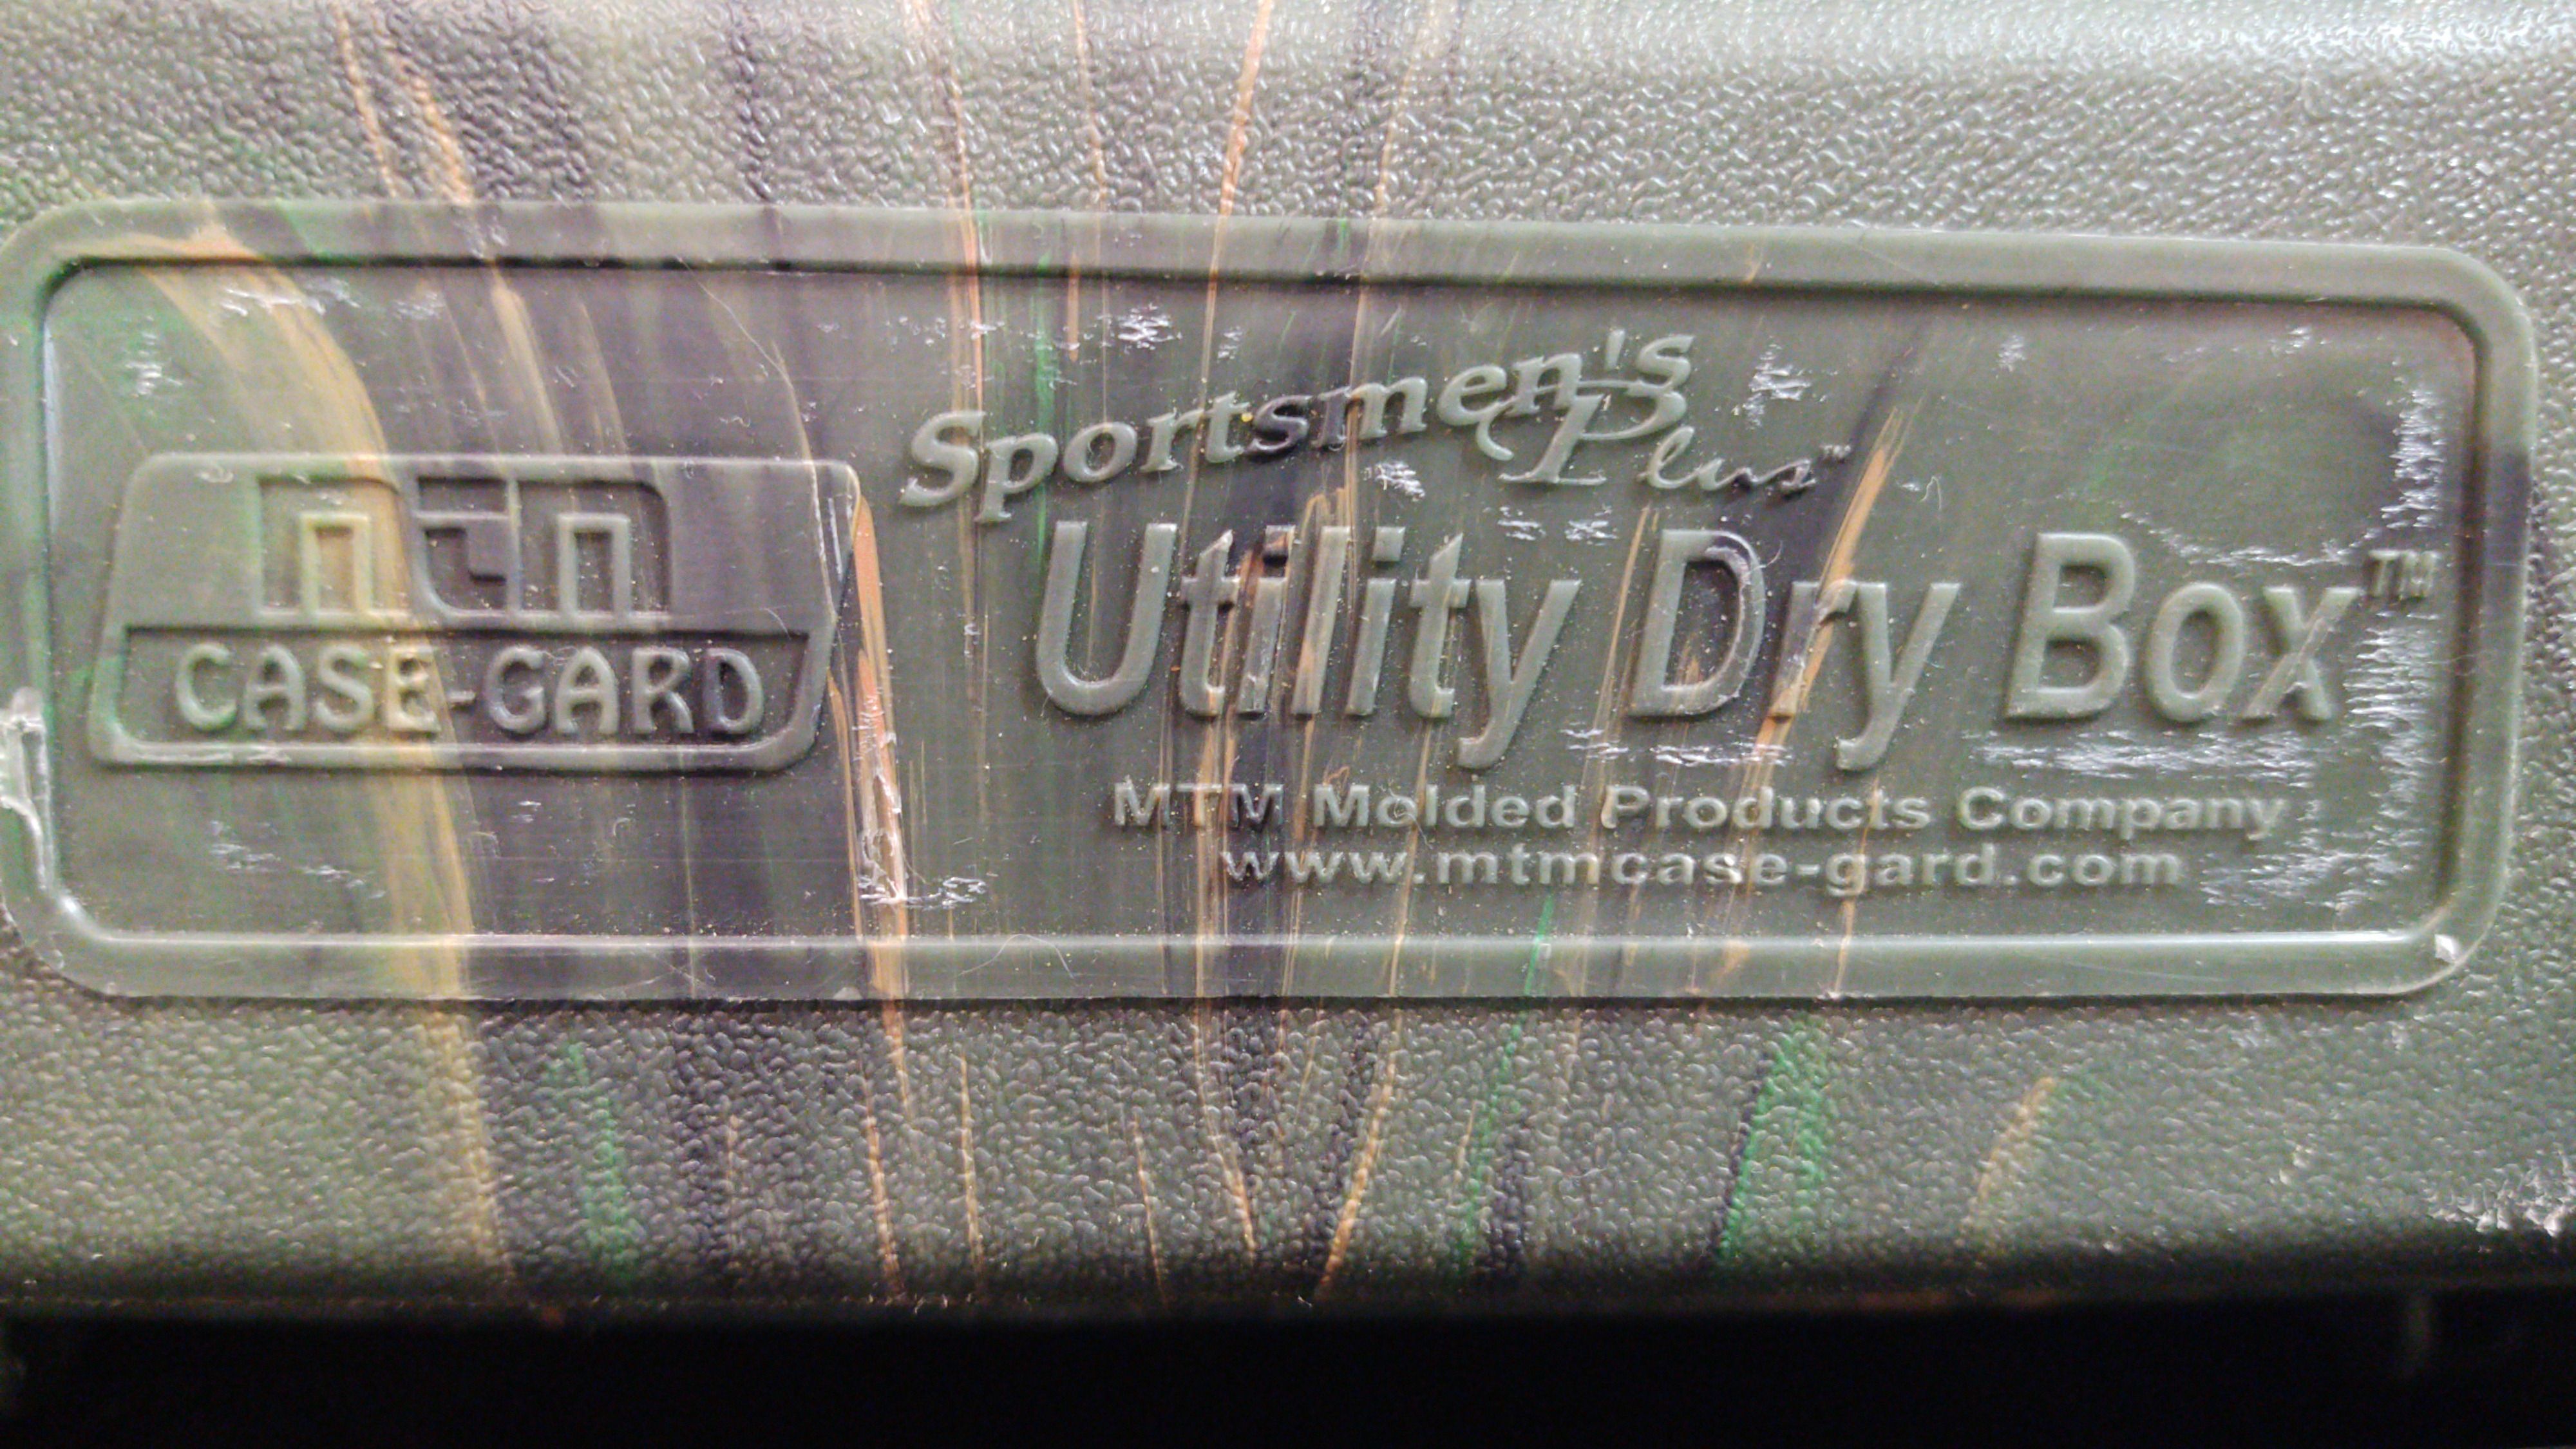 MTM
CASE-GARD
Sportsmen's
Plus™
Utility Dry Box™
MTM Molded Products Company
www.mtmcase-gard.com